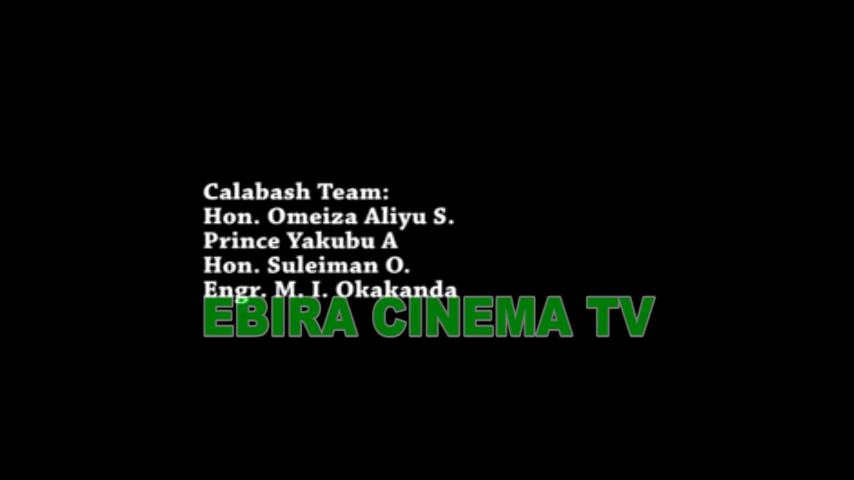 Calabash Team:
Hon. Omeiza Aliyu S.
Prince Yakubu A
Hon. Suleiman O.
Engr. M. I. Okakanda
EBIRA CINEMA TV